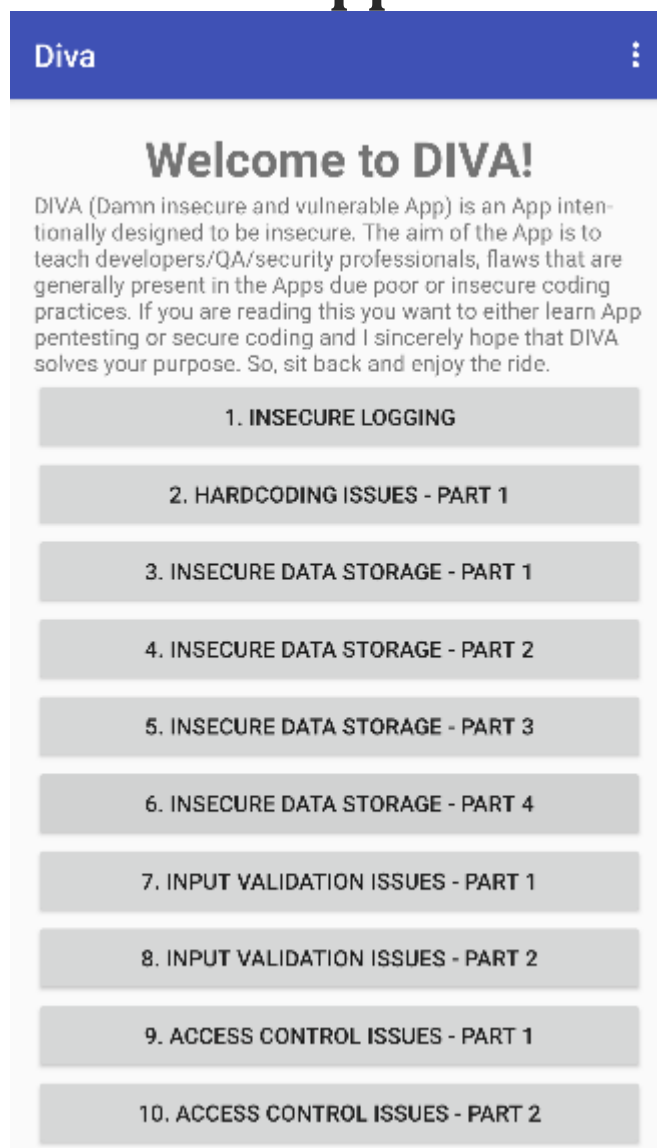 Diva
Welcome to DIVA!
DIVA (Damn insecure and vulnerable App) is an App inten-
tionally designed to be insecure. The aim of the App is to
teach developers/QA/security professionals, flaws that are
generally present in the Apps due poor or insecure coding
practices. If you are reading this you want to either learn App
pentesting or secure coding and I sincerely hope that DIVA
solves your purpose. So, sit back and enjoy the ride.
1. INSECURE LOGGING
2. HARDCODING ISSUES - PART 1
3. INSECURE DATA STORAGE - PART 1
4. INSECURE DATA STORAGE - PART 2
5. INSECURE DATA STORAGE - PART 3
6. INSECURE DATA STORAGE - PART 4
7. INPUT VALIDATION ISSUES - PART 1
8. INPUT VALIDATION ISSUES - PART 2
9. ACCESS CONTROL ISSUES - PART 1
10. ACCESS CONTROL ISSUES - PART 2